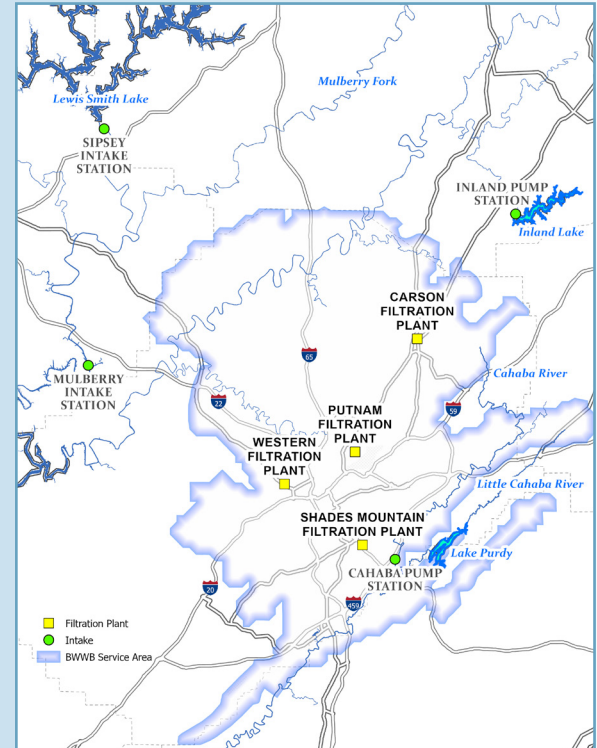 Lewis Smith Lake
Mulberry Fork
SIPSEY
INTAKE
STATION
INLAND PUMP
STATION
Inland Lake
CARSON
FILTRATION
PLANT
65
Cahaba River
MULBERRY
INTAKE
STATION
22
59
PUTNAM
FILTRATION
PLANT
WESTERN
FILTRATION
PLANT
Little Cahaba River
SHADES MOUNTAIN
FILTRATION PLANT
Lake Purdy
CAHABA PUMP
STATION
20
459
Filtration Plant
Intake
BWWB Service Area